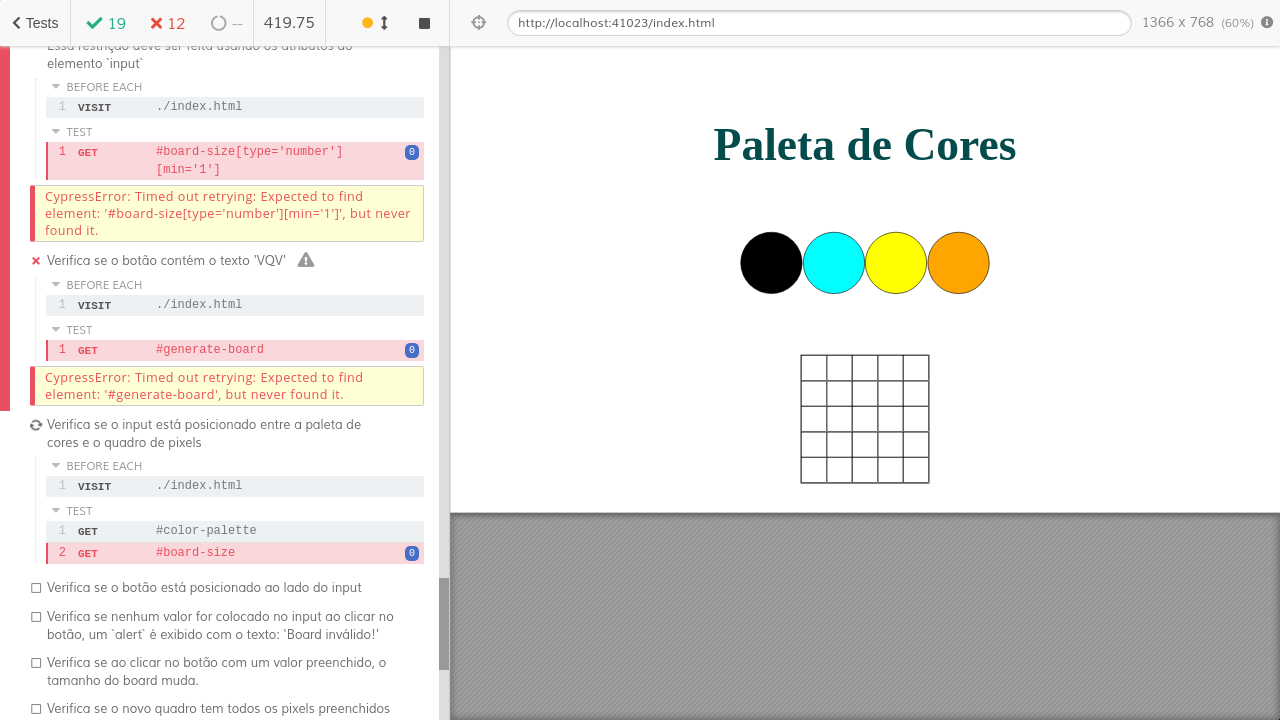 Tests
19
12
--
419.75
http://localhost:41023/index.html
1366 x 768 (60%)
Essa restrição deve ser feita usando os atributos do
elemento `input`
BEFORE EACH
1 VISIT ./index.html
TEST
1 GET #board-size[type='number']
[min='1']
0
CypressError: Timed out retrying: Expected to find
element: '#board-size[type='number'][min='1']', but never
found it.
Verifica se o botão contém o texto 'VQV'
BEFORE EACH
1 VISIT ./index.html
TEST
1 GET #generate-board 0
CypressError: Timed out retrying: Expected to find
element: '#generate-board', but never found it.
Verifica se o input está posicionado entre a paleta de
cores e o quadro de pixels
BEFORE EACH
1 VISIT ./index.html
TEST
1 GET #color-palette
2 GET #board-size 0
Verifica se o botão está posicionado ao lado do input
Verifica se nenhum valor for colocado no input ao clicar no
botão, um `alert` é exibido com o texto: 'Board inválido!'
Verifica se ao clicar no botão com um valor preenchido, o
tamanho do board muda.
Verifica se o novo quadro tem todos os pixels preenchidos
Paleta de Cores